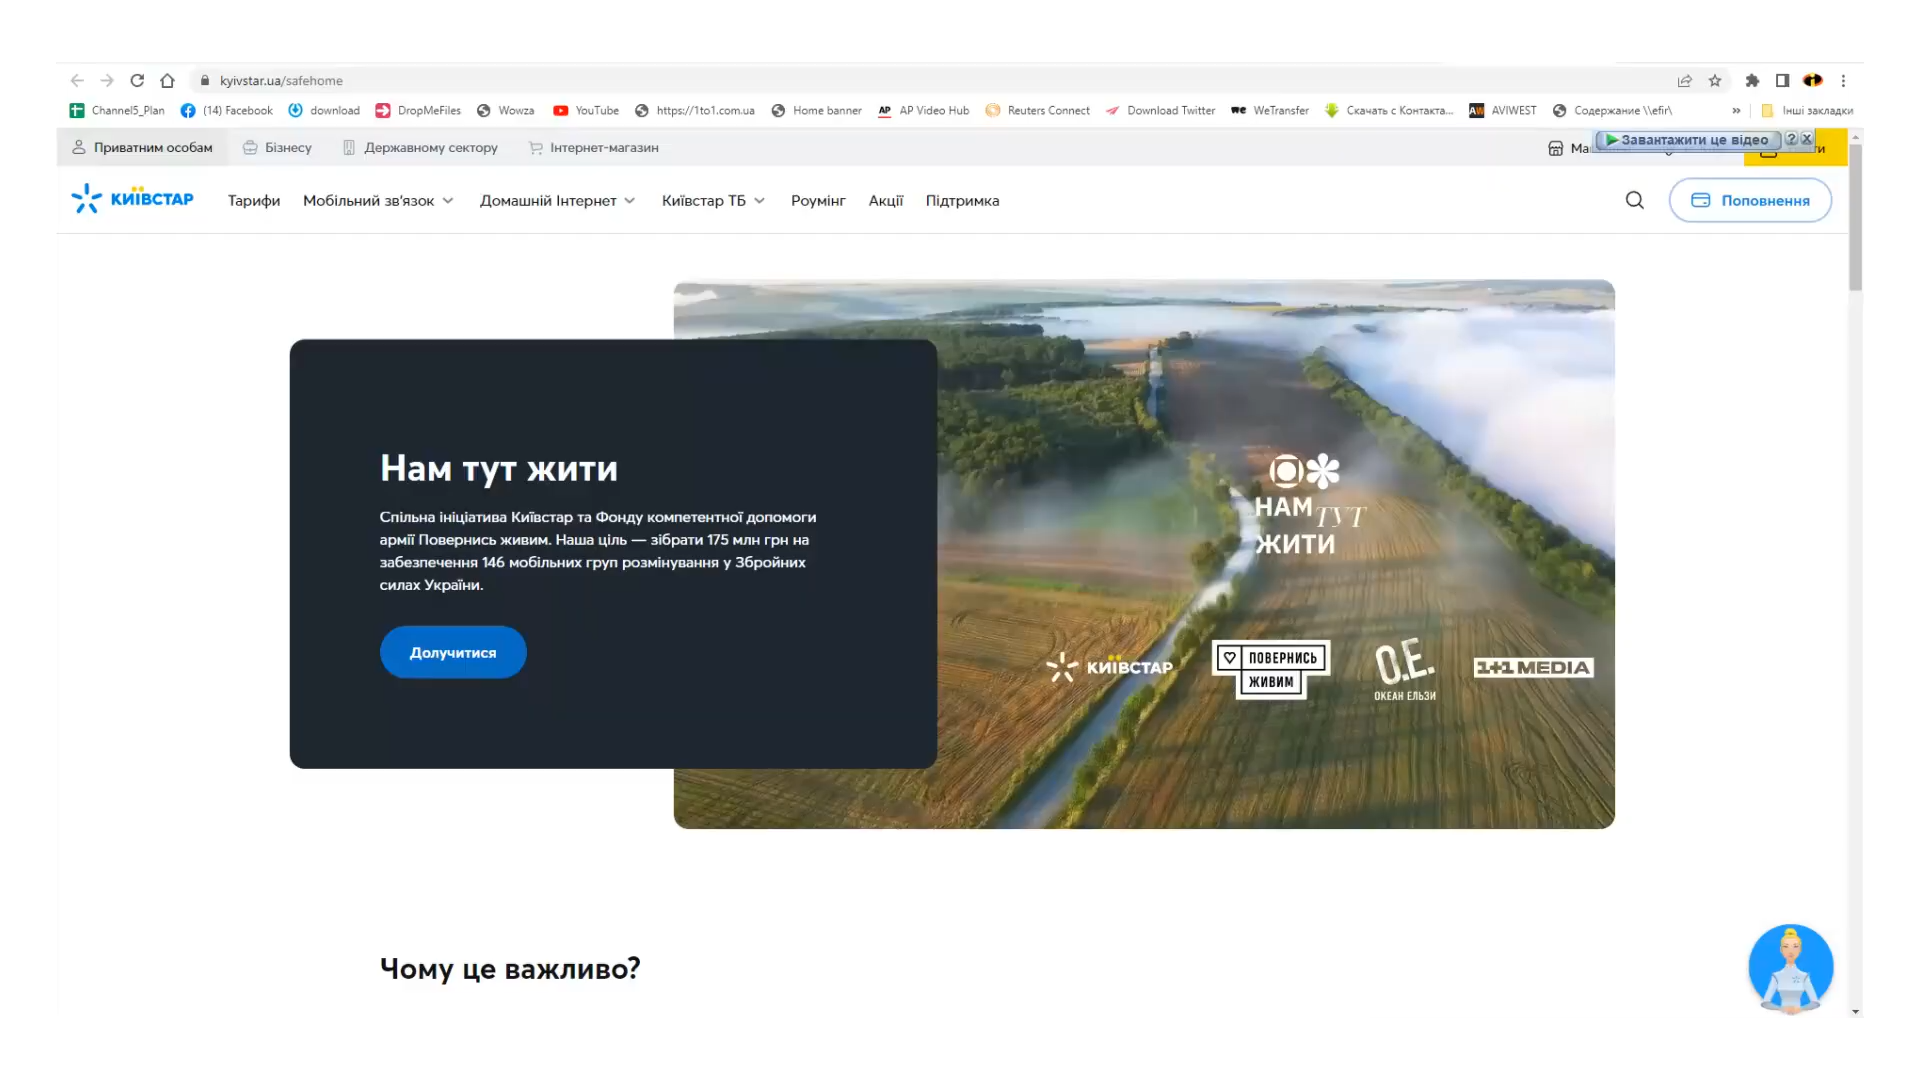 kyivstar.ua/safehome
Channel5_Plan (14) Facebook download DropMeFiles Wowza YouTube https://1to1.com.ua Home banner AP AP Video Hub Reuters Connect Download Twitter we WeTransfer Скачать с Контакта... AW AVIWEST Содержание \\efir\ » Інші закладки
Приватним особам Бізнесу Державному сектору Інтернет-магазин Завантажити це відео ? X
КИЇВСТАР Тарифи Мобільний зв'язок Домашній Інтернет Київстар ТБ Роумінг Акції Підтримка Поповнення
Нам тут жити
Спільна ініціатива Київстар та Фонду компетентної допомоги
армії Повернись живим. Наша ціль — зібрати 175 млн грн на
забезпечення 146 мобільних груп розмінування у Збройних
силах України.
Долучитися
НАМ ТУТ
ЖИТИ
КИЇВСТАР
ПОВЕРНИСЬ
ЖИВИМ
О.Е.
ОКЕАН ЕЛЬЗИ
1+1 MEDIA
Чому це важливо?